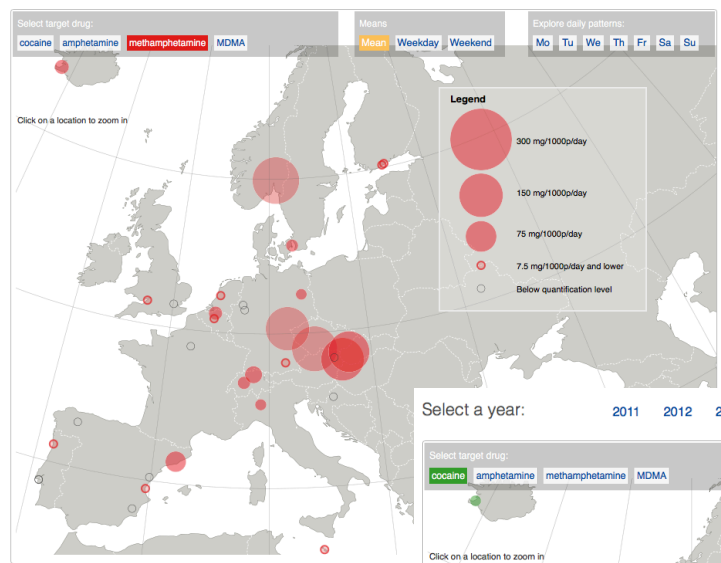 Select target drug:
cocaine amphetamine methamphetamine MDMA
Means
Mean Weekday Weekend
Explore daily patterns:
Mo Tu We Th Fr Sa Su
Click on a location to zoom in
Legend
300 mg/1000p/day
150 mg/1000p/day
75 mg/1000p/day
7.5 mg/1000p/day and lower
Below quantification level
Select a year: 2011 2012 2
Select target drug:
cocaine amphetamine methamphetamine MDMA
Click on a location to zoom in